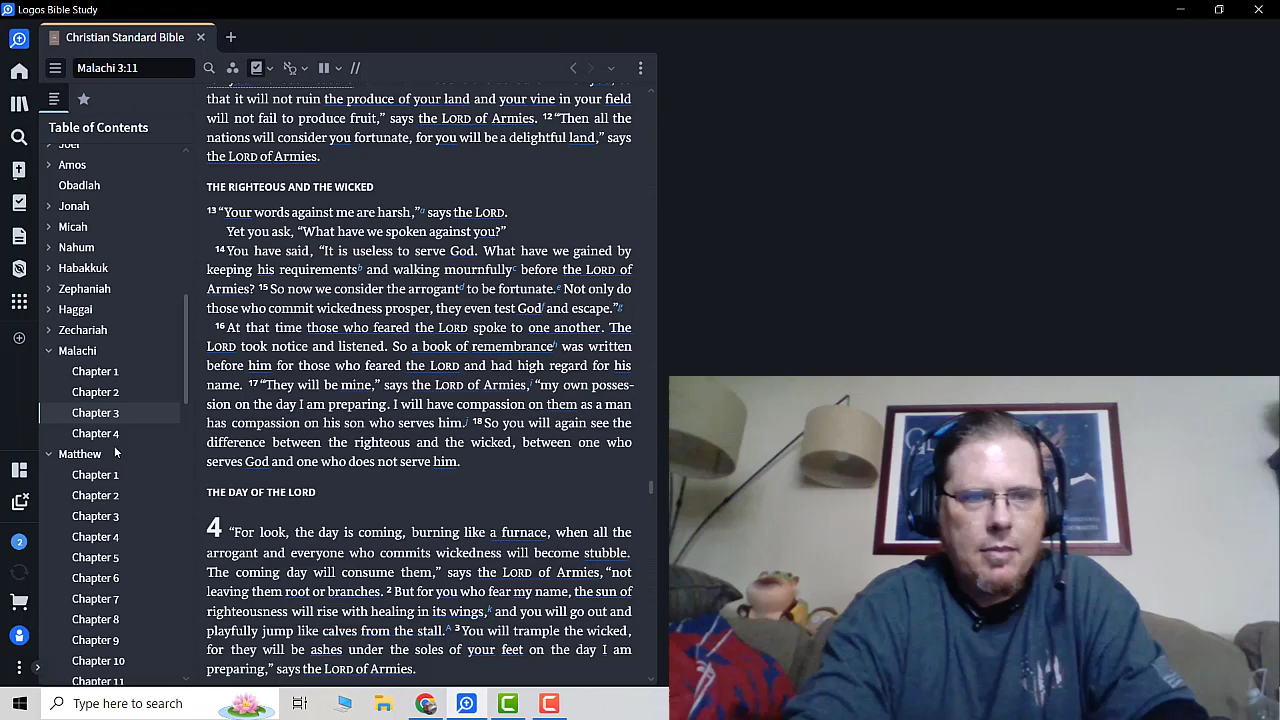 Logos Bible Study
Christian Standard Bible
Malachi 3:11
Table of Contents
Joel
Amos
Obadiah
Jonah
Micah
Nahum
Habakkuk
Zephaniah
Haggai
Zechariah
Malachi
Chapter 1
Chapter 2
Chapter 3
Chapter 4
Matthew
Chapter 1
Chapter 2
Chapter 3
Chapter 4
Chapter 5
Chapter 6
Chapter 7
Chapter 8
Chapter 9
Chapter 10
Chapter 11
that it will not ruin the produce of your land and your vine in your field
will not fail to produce fruit,” says the LORD of Armies. 12 “Then all the
nations will consider you fortunate, for you will be a delightful land,” says
the LORD of Armies.
THE RIGHTEOUS AND THE WICKED
13 “Your words against me are harsh,”a says the LORD.
Yet you ask, “What have we spoken against you?”
14 You have said, “It is useless to serve God. What have we gained by
keeping his requirementsb and walking mournfullyc before the LORD of
Armies? 15 So now we consider the arrogantd to be fortunate.e Not only do
those who commit wickedness prosper, they even test Godf and escape.”g
16 At that time those who feared the LORD spoke to one another. The
LORD took notice and listened. So a book of remembranceh was written
before him for those who feared the LORD and had high regard for his
name. 17 “They will be mine,” says the LORD of Armies,i “my own posses-
sion on the day I am preparing. I will have compassion on them as a man
has compassion on his son who serves him.j 18 So you will again see the
difference between the righteous and the wicked, between one who
serves God and one who does not serve him.
THE DAY OF THE LORD
4 “For look, the day is coming, burning like a furnace, when all the
arrogant and everyone who commits wickedness will become stubble.
The coming day will consume them,” says the LORD of Armies, “not
leaving them root or branches. 2 But for you who fear my name, the sun of
righteousness will rise with healing in its wings,k and you will go out and
playfully jump like calves from the stall.A 3 You will trample the wicked,
for they will be ashes under the soles of your feet on the day I am
preparing,” says the LORD of Armies.
2
Type here to search